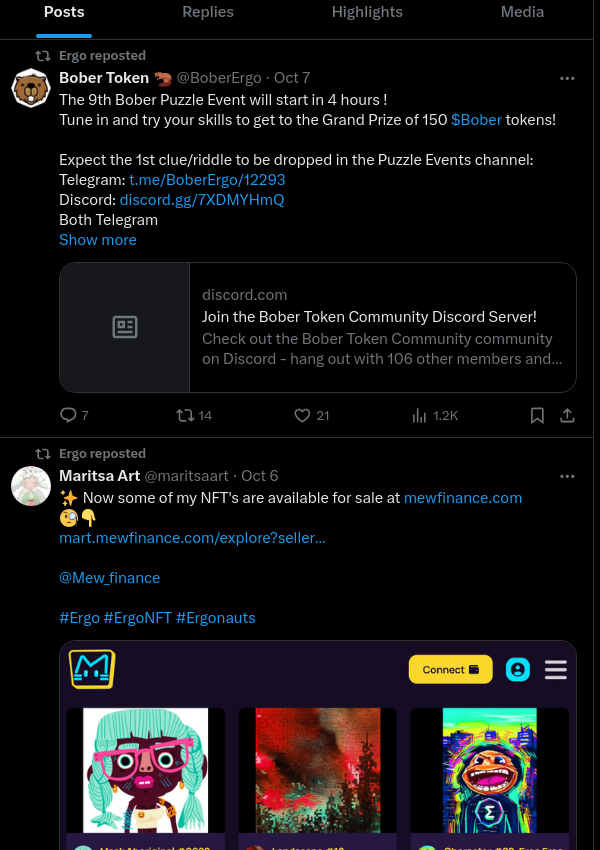 Posts Replies Highlights Media
Ergo reposted
Bober Token 🦫 @BoberErgo · Oct 7
The 9th Bober Puzzle Event will start in 4 hours !
Tune in and try your skills to get to the Grand Prize of 150 $Bober tokens!
Expect the 1st clue/riddle to be dropped in the Puzzle Events channel:
Telegram: t.me/BoberErgo/12293
Discord: discord.gg/7XDMYHmQ
Both Telegram
Show more
discord.com
Join the Bober Token Community Discord Server!
Check out the Bober Token Community community
on Discord - hang out with 106 other members and...
7 14 21 1.2K
Ergo reposted
Maritsa Art @maritsaart · Oct 6
✨ Now some of my NFT's are available for sale at mewfinance.com
🧐👇
mart.mewfinance.com/explore?seller...
@Mew_finance
#Ergo #ErgoNFT #Ergonauts
Connect
Σ